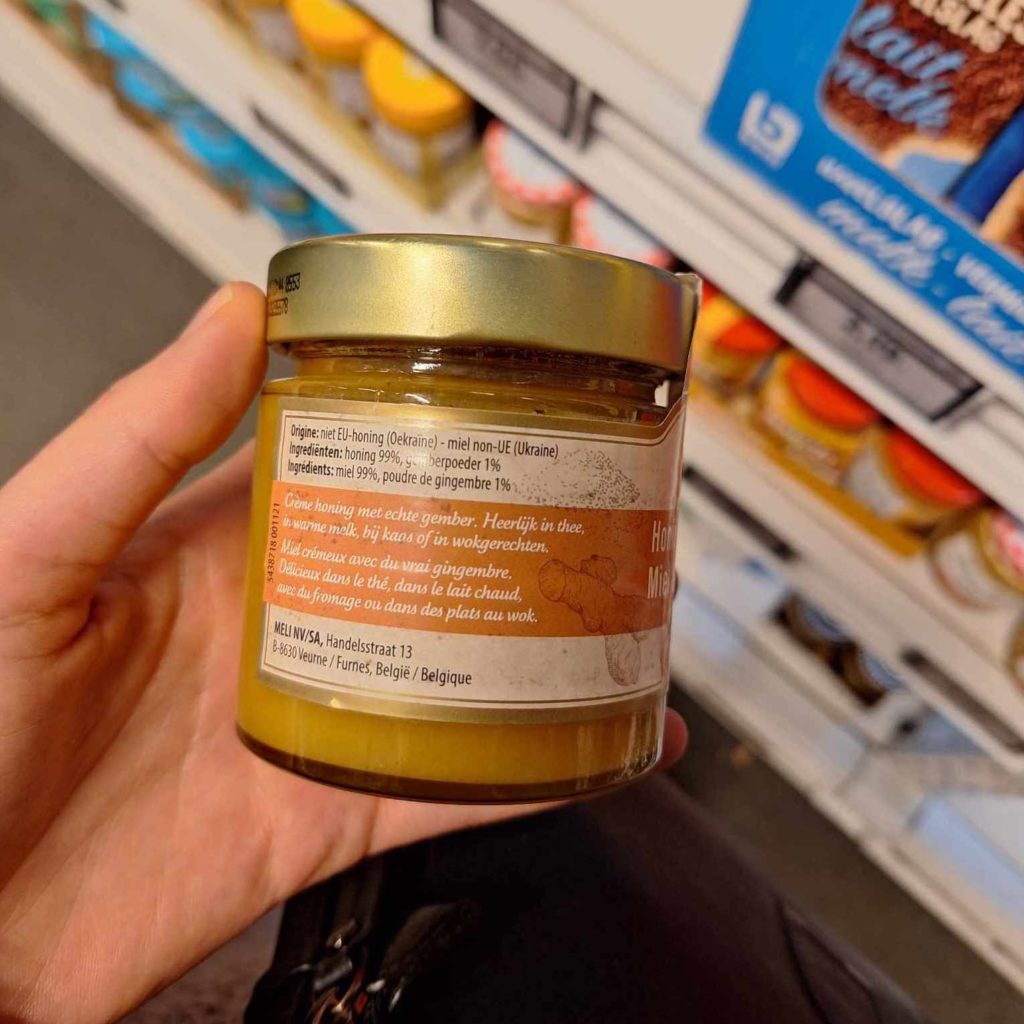 Origine: niet EU-honing (Oekraïne) - miel non-UE (Ukraine)
Ingrediënten: honing 99%, gemberpoeder 1%
Ingrédients: miel 99%, poudre de gingembre 1%
Crème honing met echte gember. Heerlijk in thee,
in warme melk, bij kaas of in wokgerechten.
Miel crémeux avec du vrai gingembre.
Délicieux dans le thé, dans le lait chaud,
avec du fromage ou dans des plats au wok.
5438718 001121
Hon
Miel
MELI NV/SA, Handelsstraat 13
B-8630 Veurne / Furnes, België / Belgique
lait
melk